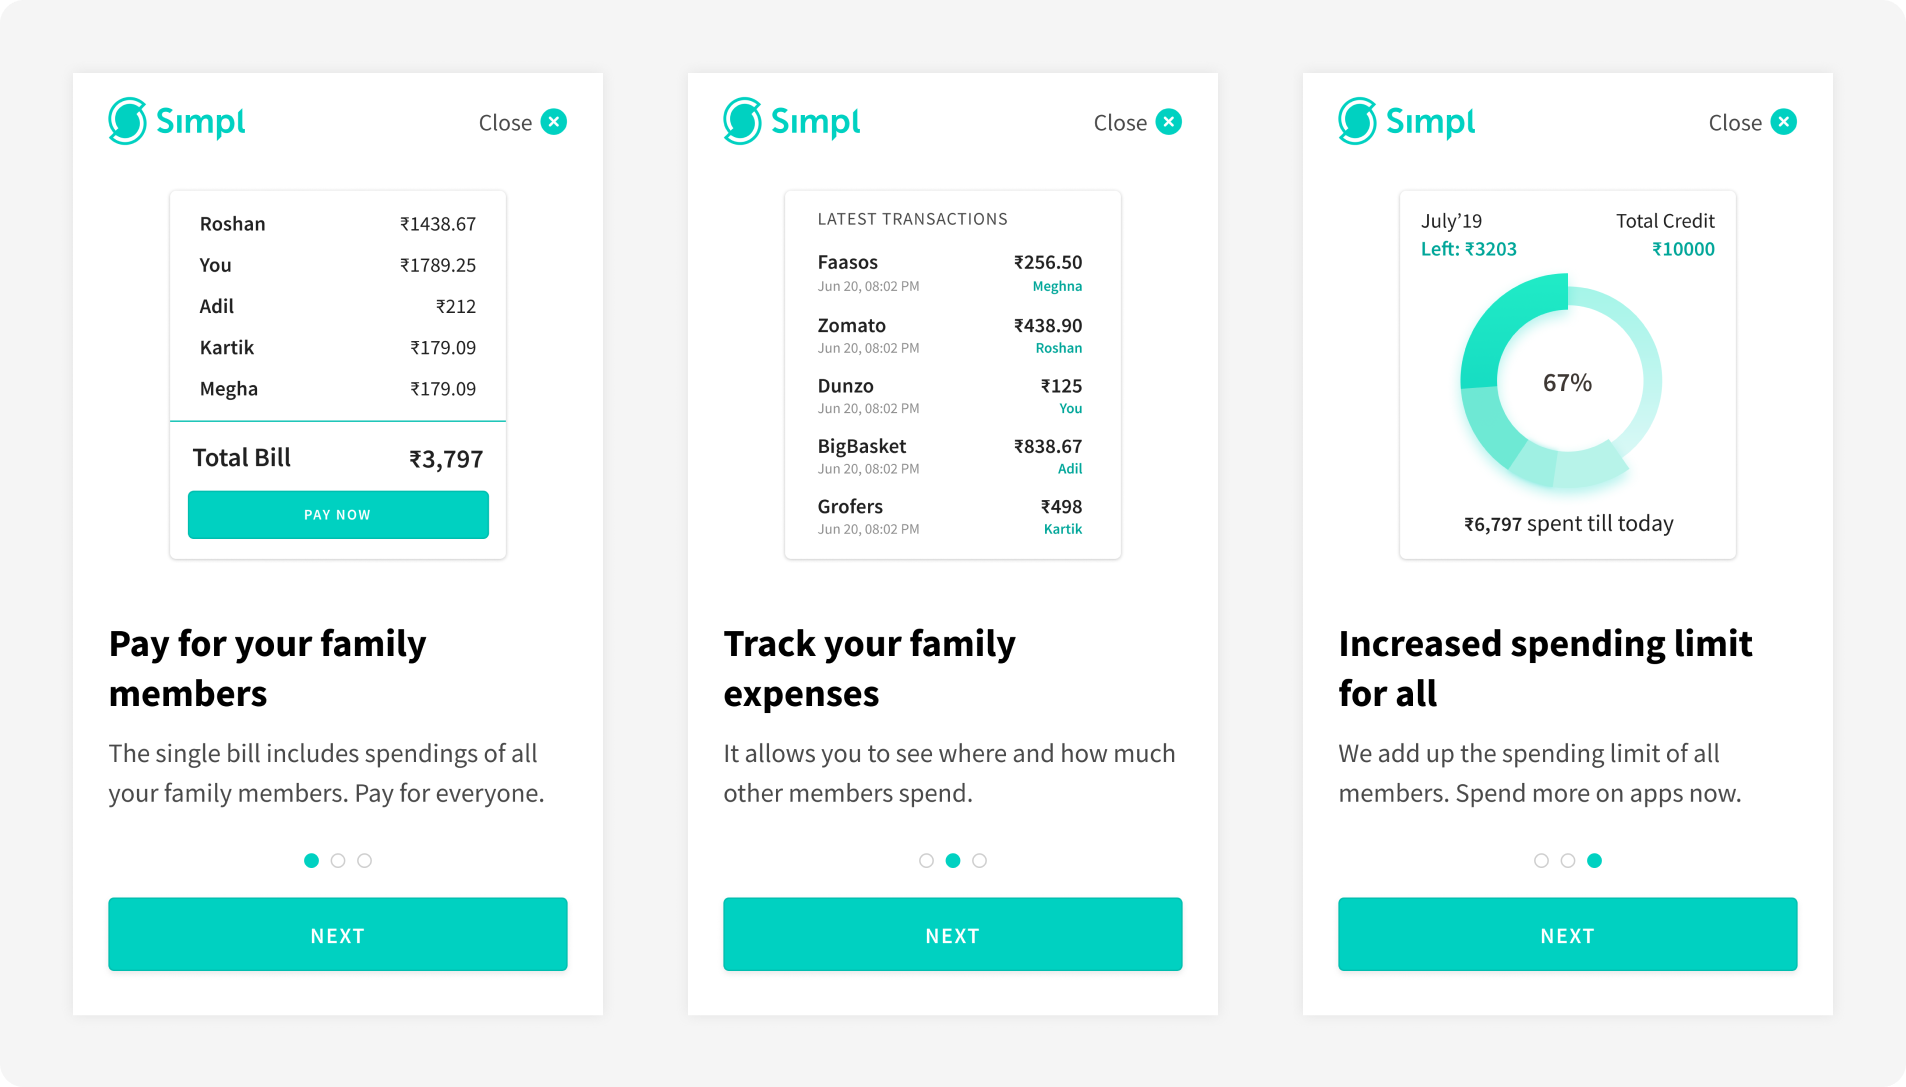 Simpl
Close
Roshan ₹1438.67
You ₹1789.25
Adil ₹212
Kartik ₹179.09
Megha ₹179.09
Total Bill ₹3,797
PAY NOW
Pay for your family
members
The single bill includes spendings of all
your family members. Pay for everyone.
NEXT
Simpl
Close
LATEST TRANSACTIONS
Faasos ₹256.50
Jun 20, 08:02 PM Meghna
Zomato ₹438.90
Jun 20, 08:02 PM Roshan
Dunzo ₹125
Jun 20, 08:02 PM You
BigBasket ₹838.67
Jun 20, 08:02 PM Adil
Grofers ₹498
Jun 20, 08:02 PM Kartik
Track your family
expenses
It allows you to see where and how much
other members spend.
NEXT
Simpl
Close
July’19 Total Credit
Left: ₹3203 ₹10000
67%
₹6,797 spent till today
Increased spending limit
for all
We add up the spending limit of all
members. Spend more on apps now.
NEXT